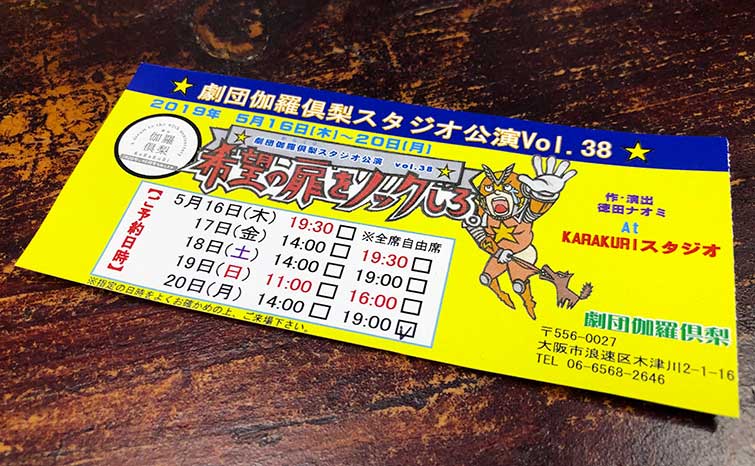 劇団伽羅倶梨スタジオ公演Vol.38
2019年 5月16日(木)～20日(月)
伽羅
倶梨
劇団伽羅倶梨スタジオ公演 vol.38
希望の扉をノックしろ。
作・演出
徳田ナオミ
At
KARAKURIスタジオ
【ご予約日時】
5月16日(木) 19:30□ ※全席自由席
17日(金) 14:00□ 19:30□
18日(土) 14:00□ 19:00□
19日(日) 11:00□ 16:00□
20日(月) 14:00□ 19:00□
※指定の日時をよくお確かめの上、ご来場下さい。
劇団伽羅倶梨
〒556-0027
大阪市浪速区木津川2-1-16
TEL 06-6568-2646